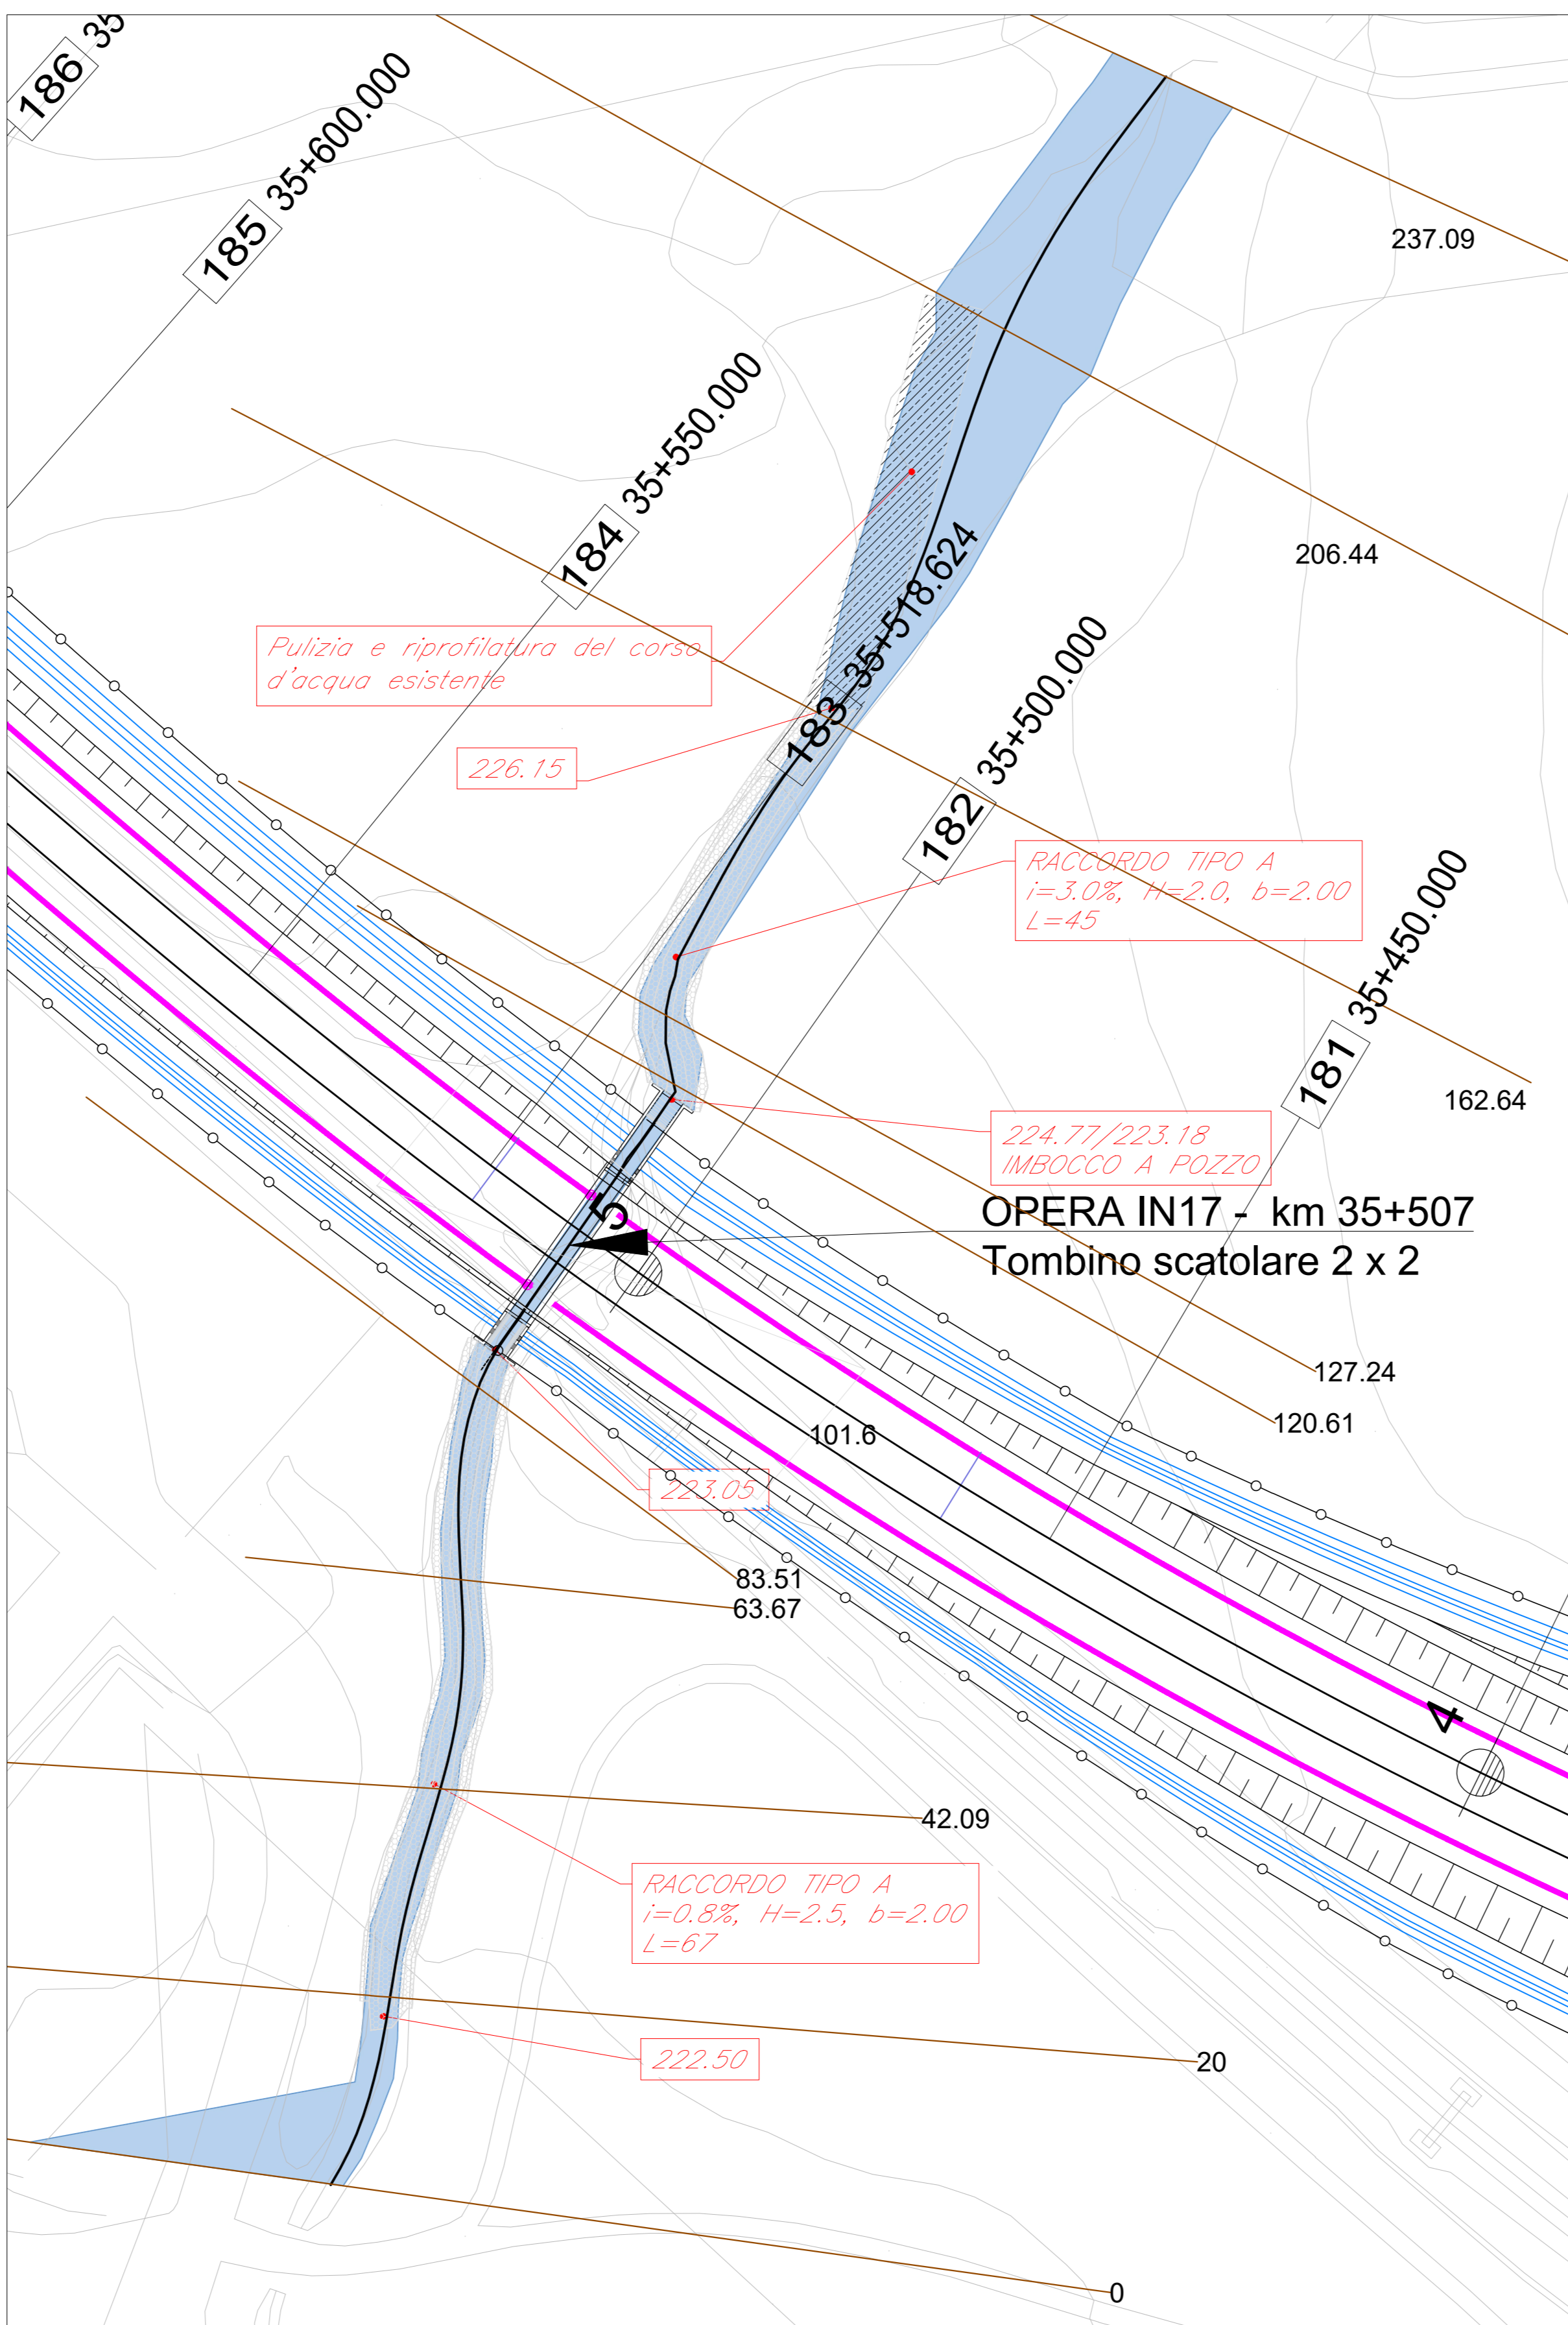 186 35
185 35+600.000
237.09
184 35+550.000
206.44
183 35+518.624
Pulizia e riprofilatura del corso
d'acqua esistente
182 35+500.000
226.15
RACCORDO TIPO A
i=3.0%, H=2.0, b=2.00
L=45
181 35+450.000
162.64
224.77/223.18
IMBOCCO A POZZO
5
OPERA IN17 - km 35+507
Tombino scatolare 2 x 2
127.24
120.61
101.6
223.05
83.51
63.67
4
42.09
RACCORDO TIPO A
i=0.8%, H=2.5, b=2.00
L=67
222.50
20
0